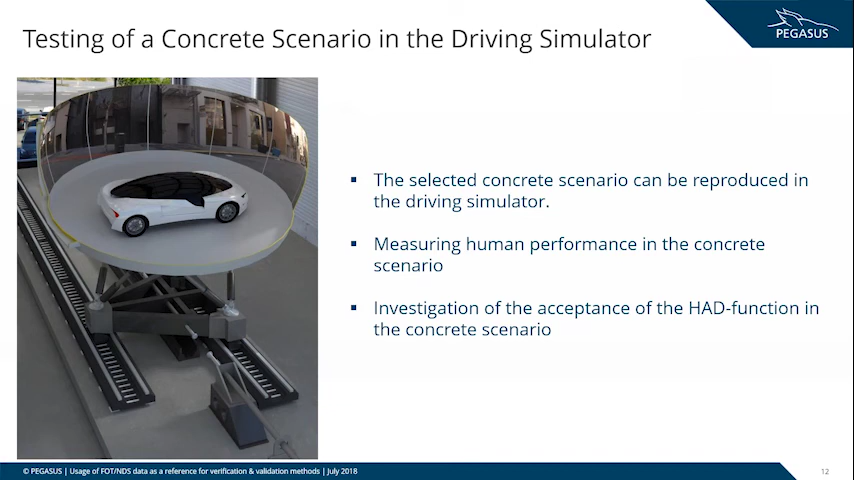 Testing of a Concrete Scenario in the Driving Simulator
PEGASUS
▪ The selected concrete scenario can be reproduced in
the driving simulator.
▪ Measuring human performance in the concrete
scenario
▪ Investigation of the acceptance of the HAD-function in
the concrete scenario
© PEGASUS | Usage of FOT/NDS data as a reference for verification & validation methods | July 2018
12